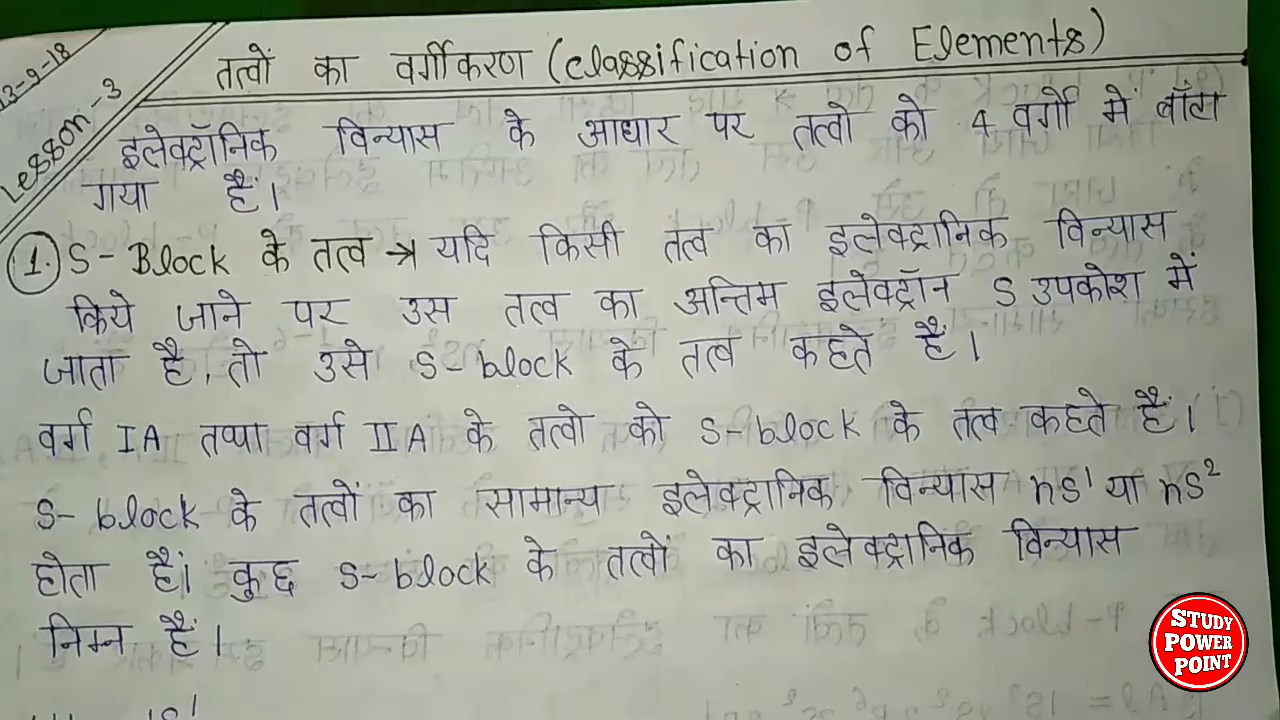 13-9-18
Lesson-3
तत्वों का वर्गीकरण (classification of Elements)
इलेक्ट्रॉनिक विन्यास के आधार पर तत्वो को 4 वर्गो में बाँटा
गया है।
1. S-Block के तत्व → यदि किसी तत्व का इलेक्ट्रानिक विन्यास
किये जाने पर उस तत्व का अन्तिम इलेक्ट्रॉन S उपकोश में
जाता है, तो उसे S-block के तत्व कहते हैं।
वर्ग IA तथा वर्ग IIA के तत्वो को S-block के तत्व कहते हैं।
S-block के तत्वों का सामान्य इलेक्ट्रानिक विन्यास ns¹ या ns²
होता है। कुछ S-block के तत्वों का इलेक्ट्रानिक विन्यास
निम्न हैं।
STUDY
POWER
POINT